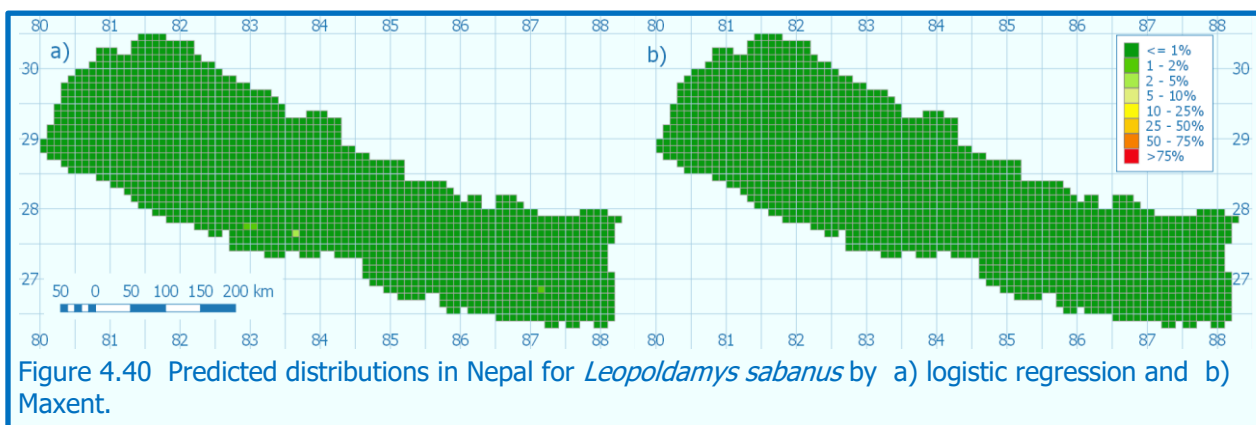 80 81 82 83 84 85 86 87 88 80 81 82 83 84 85 86 87 88
a) b)
<= 1%
1 - 2%
2 - 5%
5 - 10%
10 - 25%
25 - 50%
50 - 75%
>75%
30 30
29 29
28 28
27 27
50 0 50 100 150 200 km
80 81 82 83 84 85 86 87 88 80 81 82 83 84 85 86 87 88
Figure 4.40 Predicted distributions in Nepal for Leopoldamys sabanus by a) logistic regression and b)
Maxent.